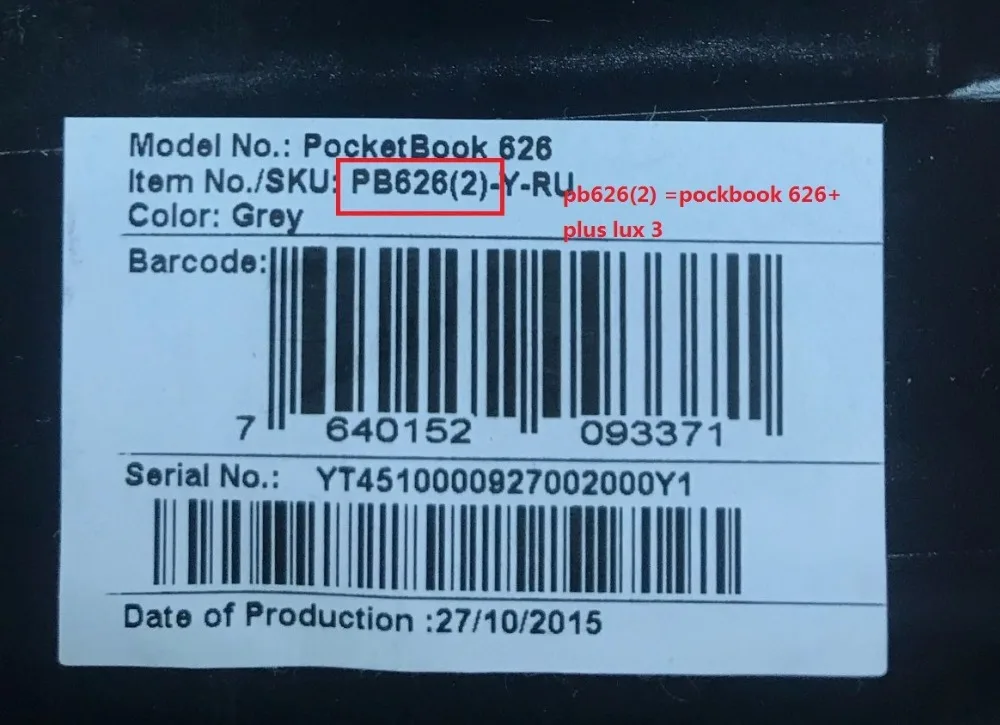 Model No.: PocketBook 626
Item No./SKU: PB626(2)-Y-RU
pb626(2) =pockbook 626+
Color: Grey
plus lux 3
Barcode:
7 640152 093371
Serial No.: YT4510000927002000Y1
Date of Production :27/10/2015